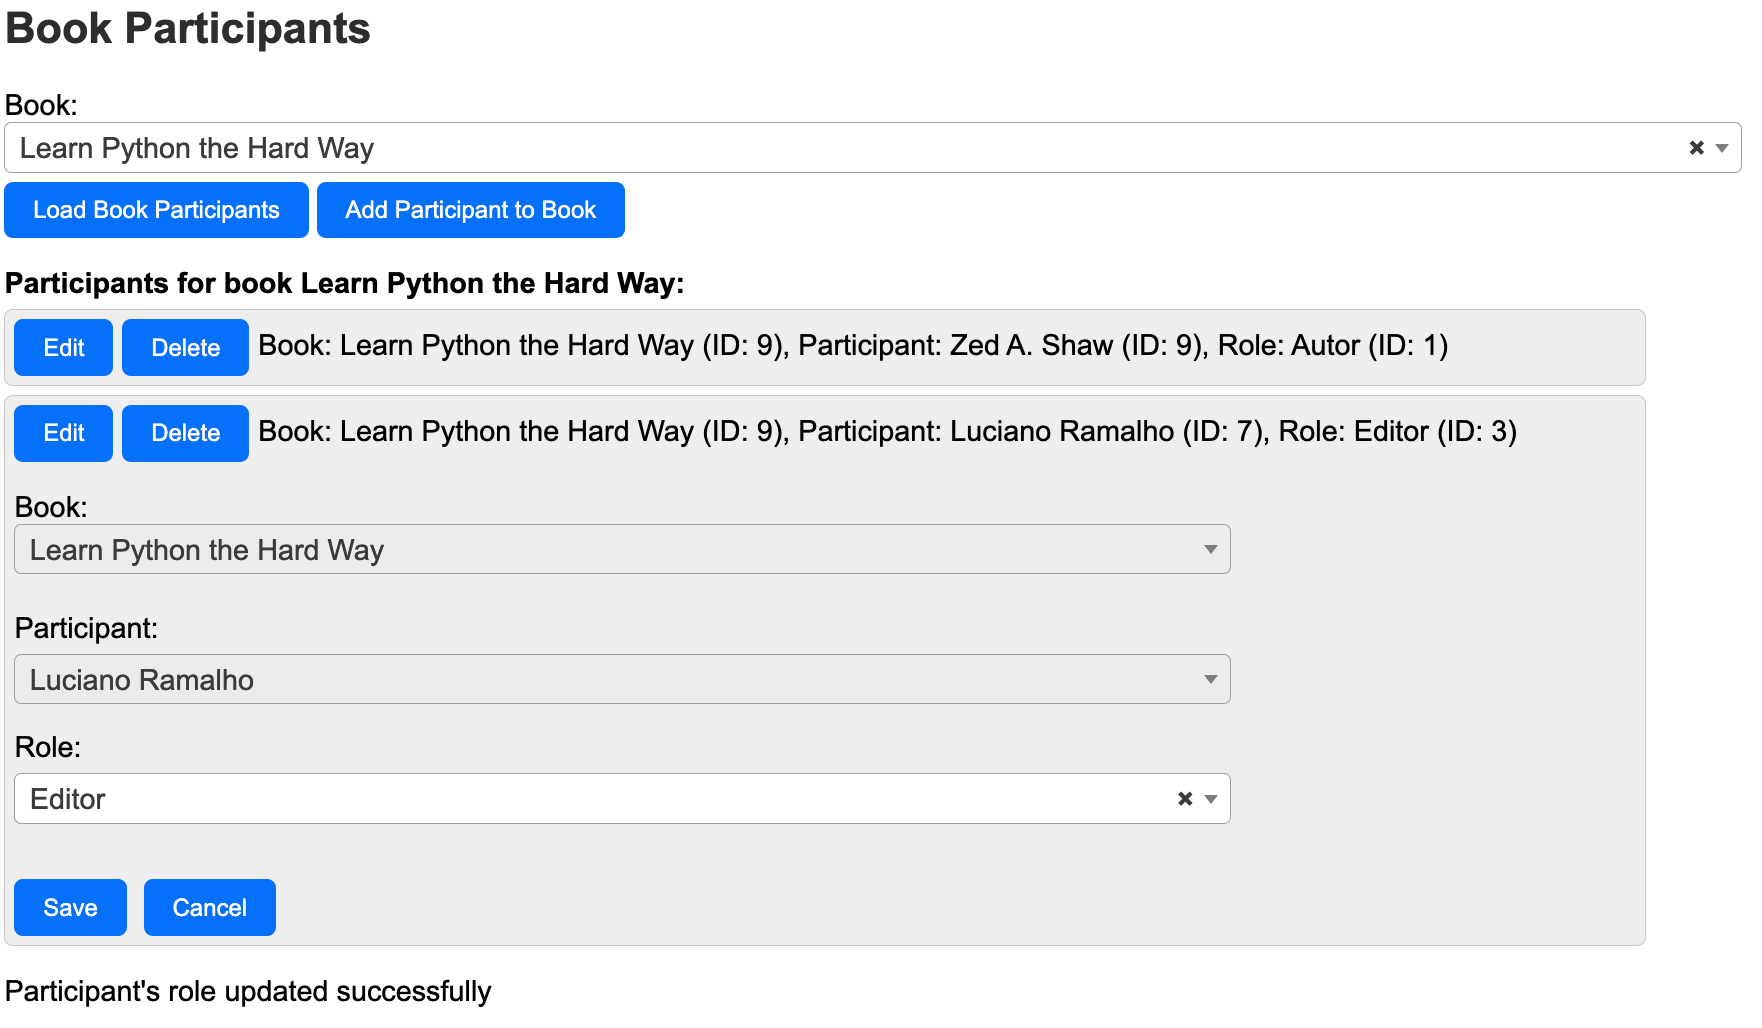 Book Participants
Book:
Learn Python the Hard Way
Load Book Participants Add Participant to Book
Participants for book Learn Python the Hard Way:
Edit Delete Book: Learn Python the Hard Way (ID: 9), Participant: Zed A. Shaw (ID: 9), Role: Autor (ID: 1)
Edit Delete Book: Learn Python the Hard Way (ID: 9), Participant: Luciano Ramalho (ID: 7), Role: Editor (ID: 3)
Book:
Learn Python the Hard Way
Participant:
Luciano Ramalho
Role:
Editor
Save Cancel
Participant's role updated successfully